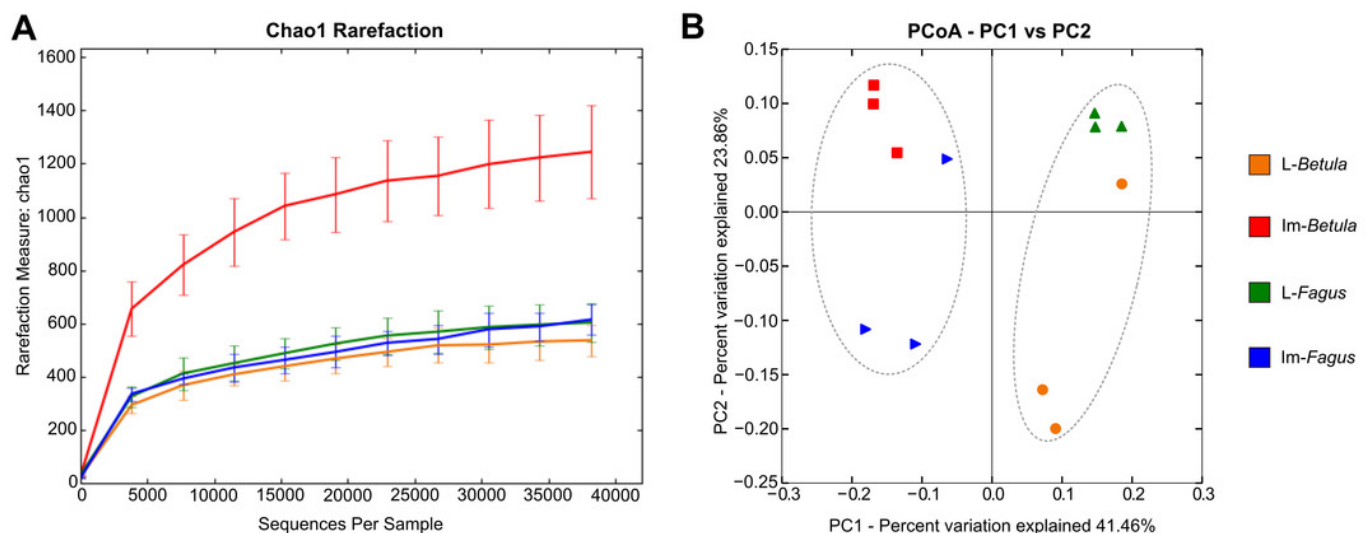 A
Chao1 Rarefaction
Rarefaction Measure: chao1
1600
1400
1200
1000
800
600
400
200
0
0 5000 10000 15000 20000 25000 30000 35000 40000
Sequences Per Sample
B
PCoA - PC1 vs PC2
PC2 - Percent variation explained 23.86%
0.15
0.10
0.05
0.00
−0.05
−0.10
−0.15
−0.20
−0.25
−0.3 −0.2 −0.1 0.0 0.1 0.2 0.3
PC1 - Percent variation explained 41.46%
L-Betula
Im-Betula
L-Fagus
Im-Fagus